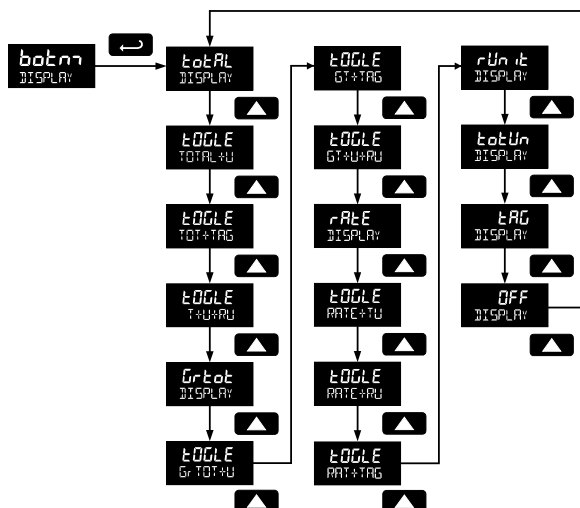 botm
DISPLAY
totAL
DISPLAY
tOGLE
TOTAL+U
tOGLE
TOT+TAG
tOGLE
T+U+RU
Grtot
DISPLAY
tOGLE
Gr TOT+U
tOGLE
GT+TAG
tOGLE
GT+U+RU
rAtE
DISPLAY
tOGLE
RATE+TU
tOGLE
RATE+RU
tOGLE
RAT+TAG
rUnit
DISPLAY
totUn
DISPLAY
tAG
DISPLAY
OFF
DISPLAY